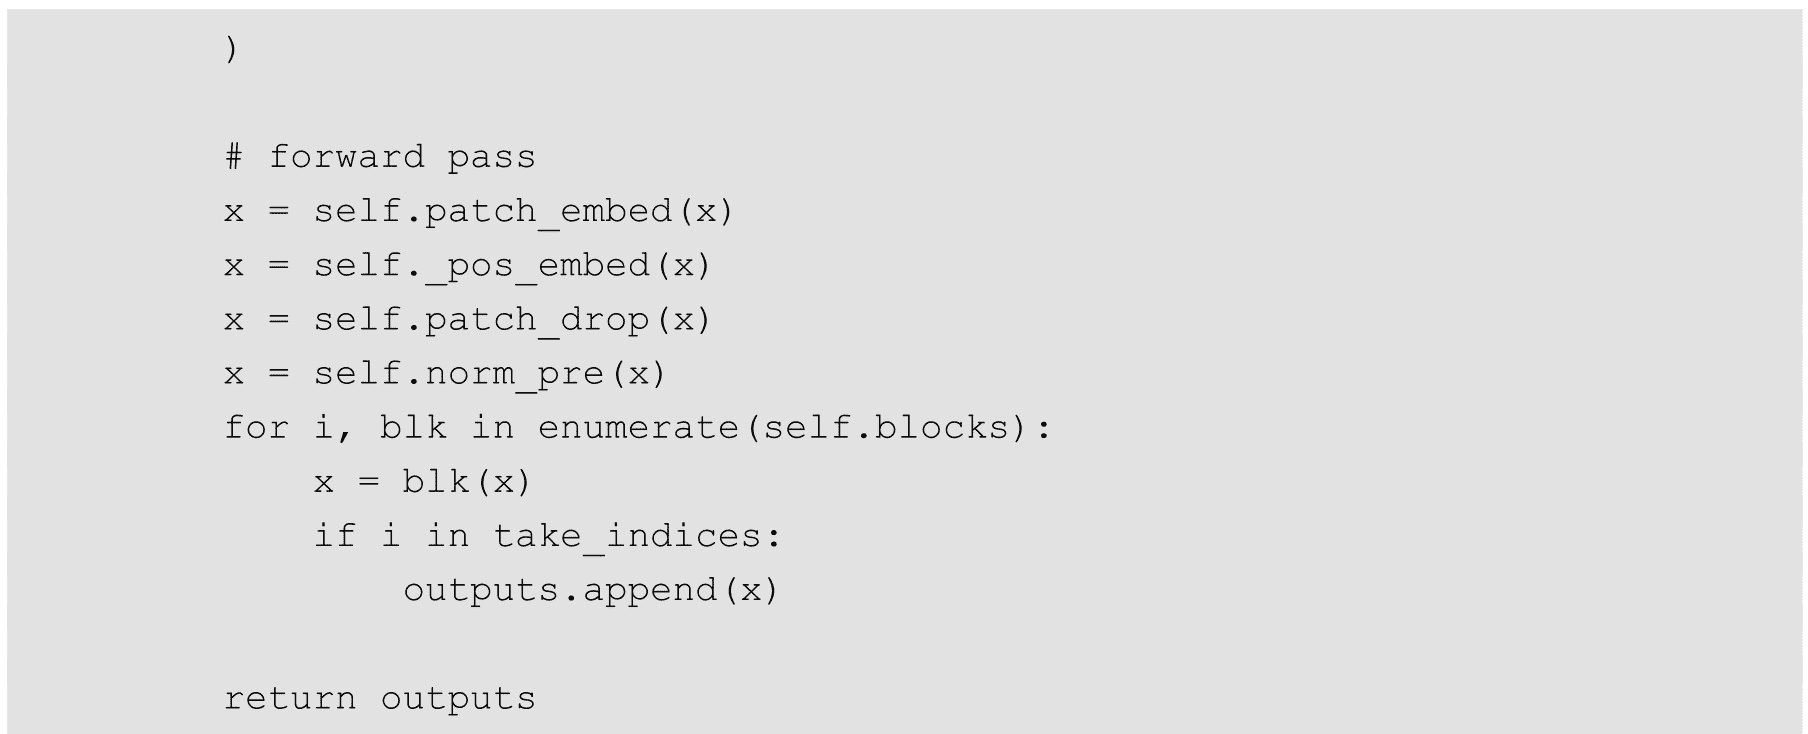 )
# forward pass
x = self.patch_embed(x)
x = self._pos_embed(x)
x = self.patch_drop(x)
x = self.norm_pre(x)
for i, blk in enumerate(self.blocks):
    x = blk(x)
    if i in take_indices:
        outputs.append(x)
return outputs